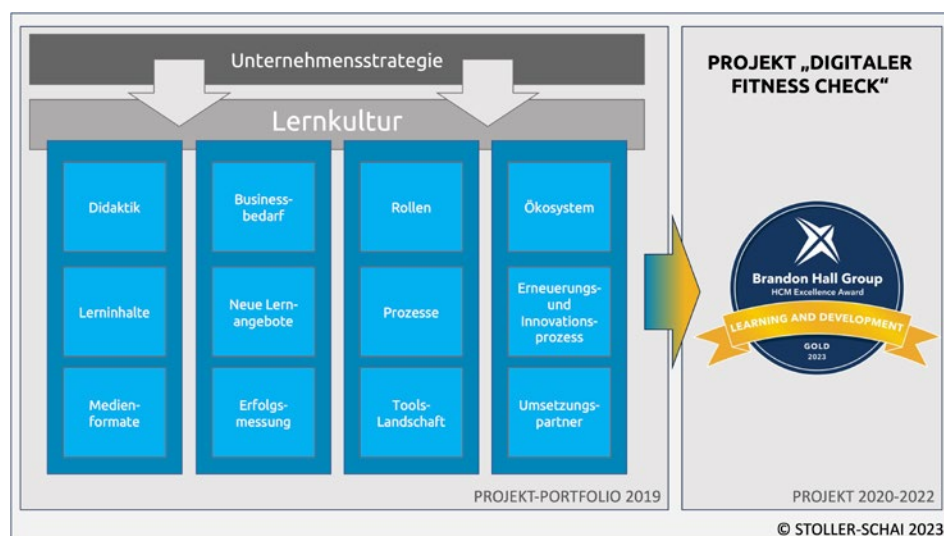 Unternehmensstrategie
Lernkultur
Didaktik
Lerninhalte
Medien-
formate
Business-
bedarf
Neue Lern-
angebote
Erfolgs-
messung
Rollen
Prozesse
Tools-
Landschaft
Ökosystem
Erneuerungs-
und
Innovations-
prozess
Umsetzungs-
partner
PROJEKT-PORTFOLIO 2019
PROJEKT „DIGITALER
FITNESS CHECK“
Brandon Hall Group
HCM Excellence Award
LEARNING AND DEVELOPMENT
GOLD
2023
PROJEKT 2020-2022
© STOLLER-SCHAI 2023